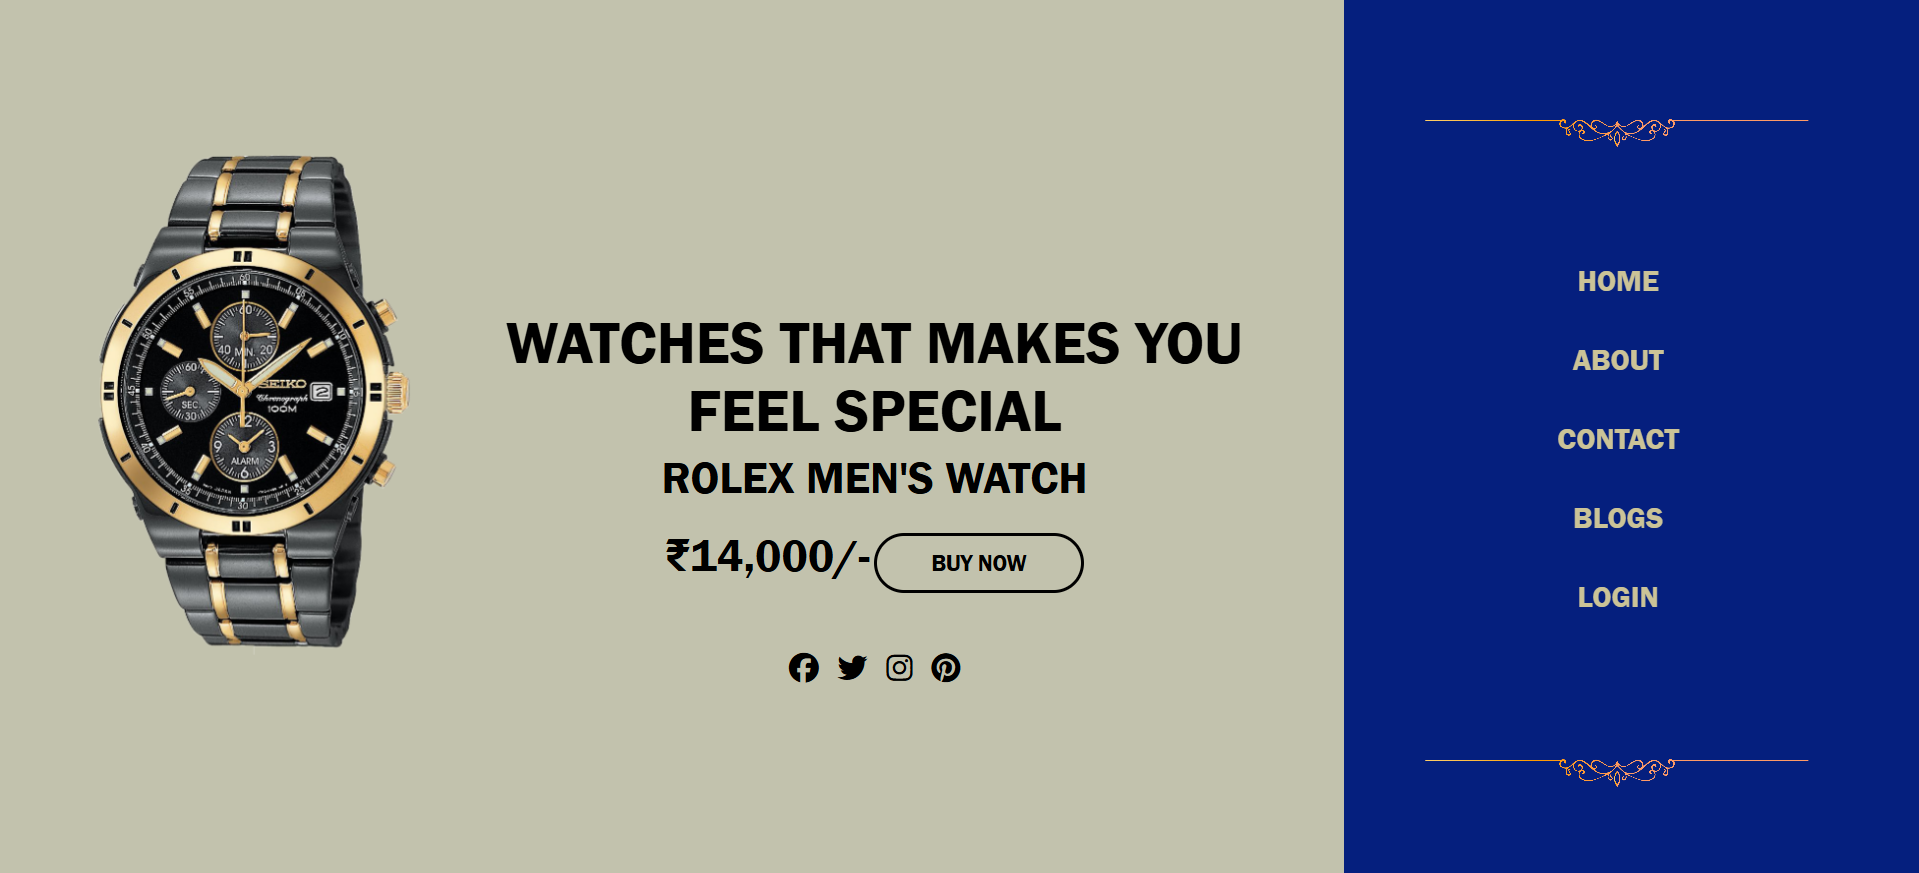 60
40 MIN. 20
60
SEC.
30
SEIKO
Chronograph
100M
2
12
9 3
ALARM
6
WATCHES THAT MAKES YOU
FEEL SPECIAL
ROLEX MEN'S WATCH
₹14,000/-
BUY NOW
HOME
ABOUT
CONTACT
BLOGS
LOGIN